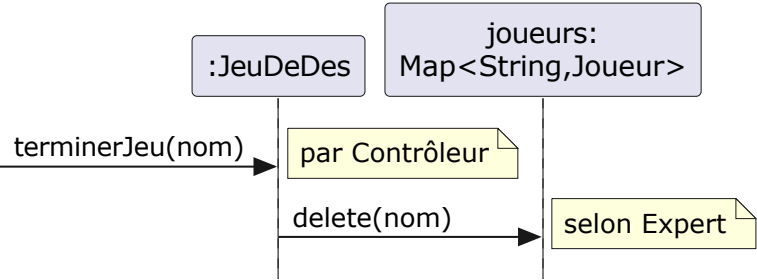 :JeuDeDes
joueurs:
Map<String,Joueur>
terminerJeu(nom)
par Contrôleur
delete(nom)
selon Expert